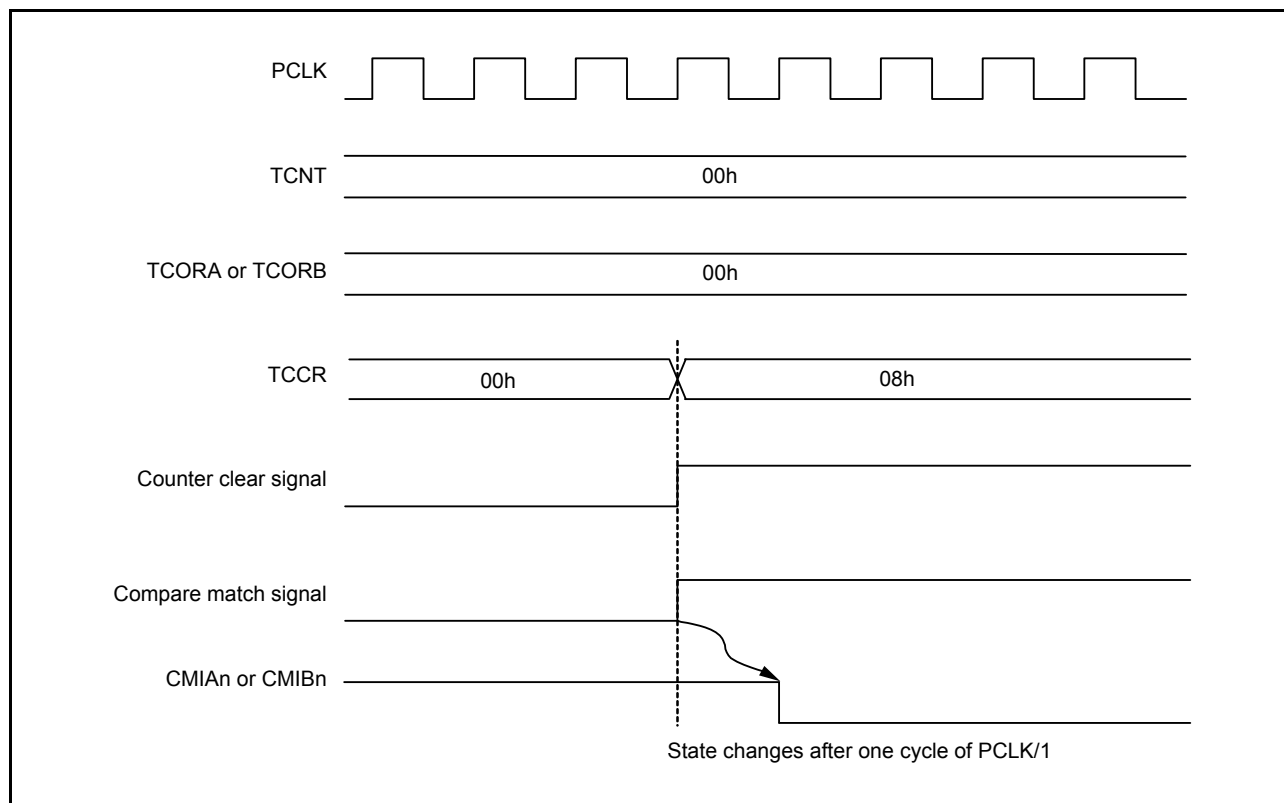 PCLK
TCNT
00h
TCORA or TCORB
00h
TCCR
00h
08h
Counter clear signal
Compare match signal
CMIAn or CMIBn
State changes after one cycle of PCLK/1